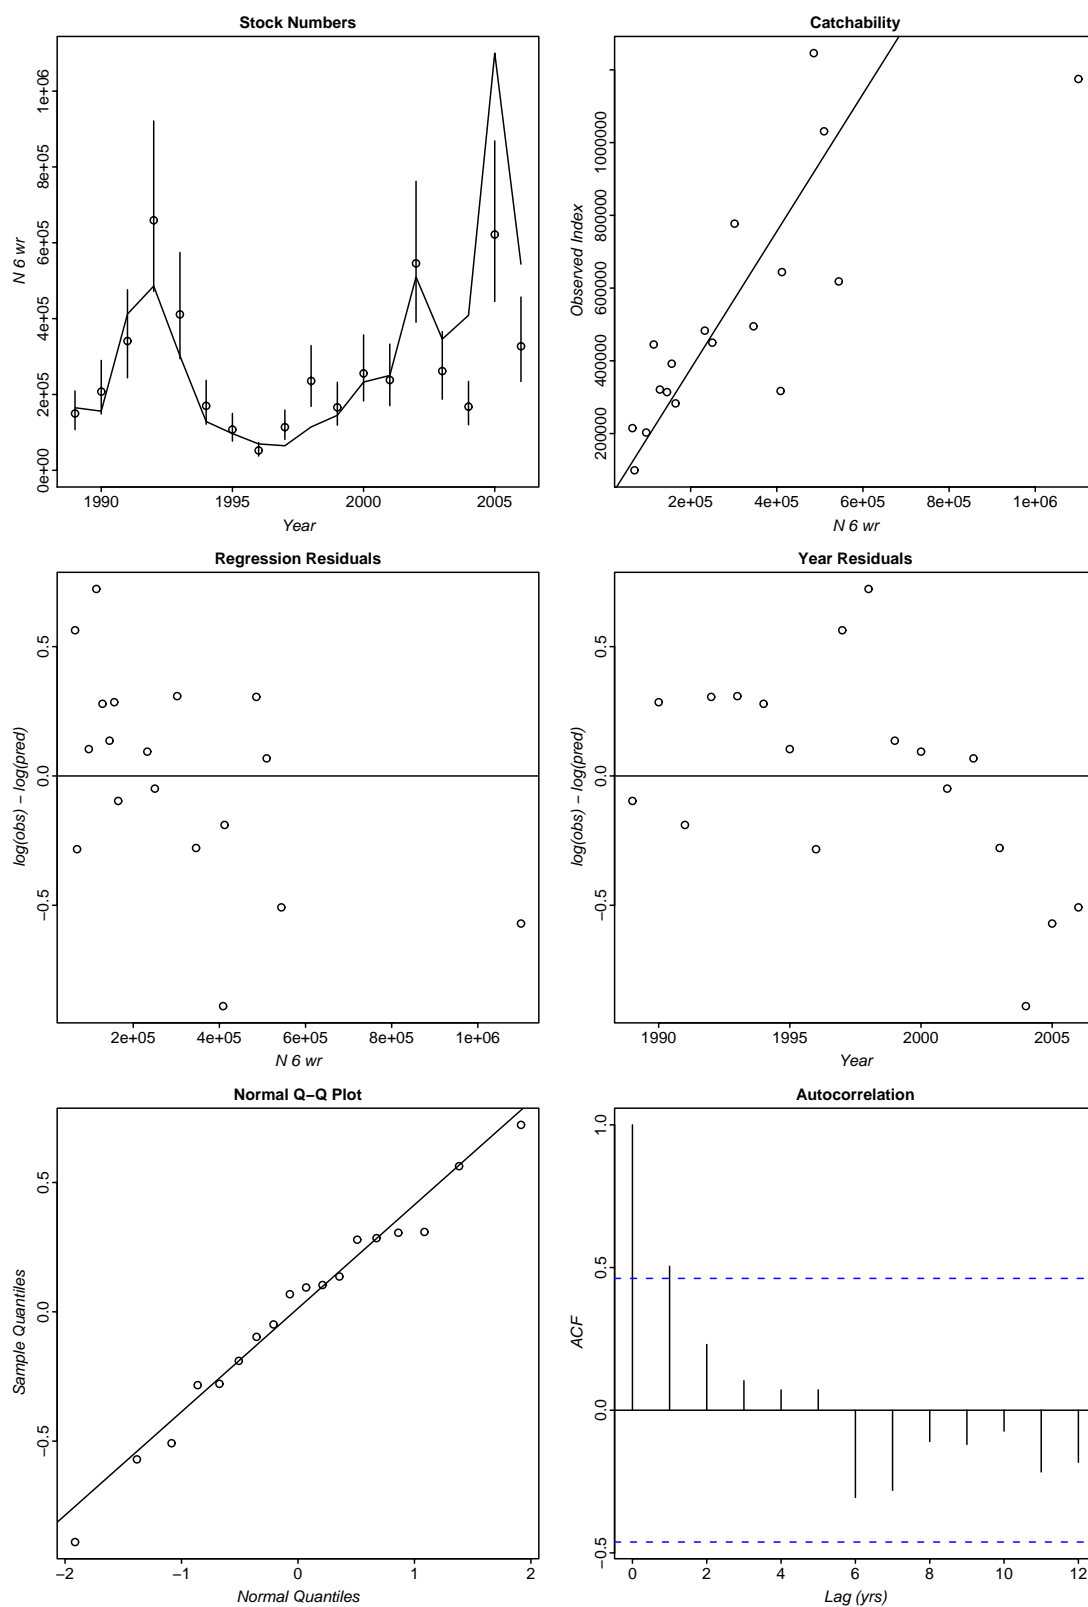 Stock Numbers
N 6 wr
0e+00 2e+05 4e+05 6e+05 8e+05 1e+06
1990 1995 2000 2005
Year
Catchability
Observed Index
200000 400000 600000 800000 1000000
2e+05 4e+05 6e+05 8e+05 1e+06
N 6 wr
Regression Residuals
log(obs) − log(pred)
−0.5 0.0 0.5
2e+05 4e+05 6e+05 8e+05 1e+06
N 6 wr
Year Residuals
log(obs) − log(pred)
−0.5 0.0 0.5
1990 1995 2000 2005
Year
Normal Q−Q Plot
Sample Quantiles
−0.5 0.0 0.5
−2 −1 0 1 2
Normal Quantiles
Autocorrelation
ACF
−0.5 0.0 0.5 1.0
0 2 4 6 8 10 12
Lag (yrs)